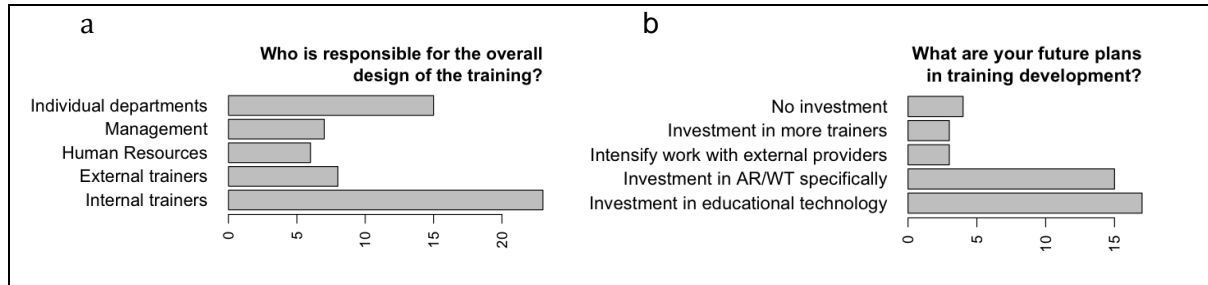 a
Who is responsible for the overall
design of the training?
Individual departments
Management
Human Resources
External trainers
Internal trainers
0
5
10
15
20
b
What are your future plans
in training development?
No investment
Investment in more trainers
Intensify work with external providers
Investment in AR/WT specifically
Investment in educational technology
0
5
10
15